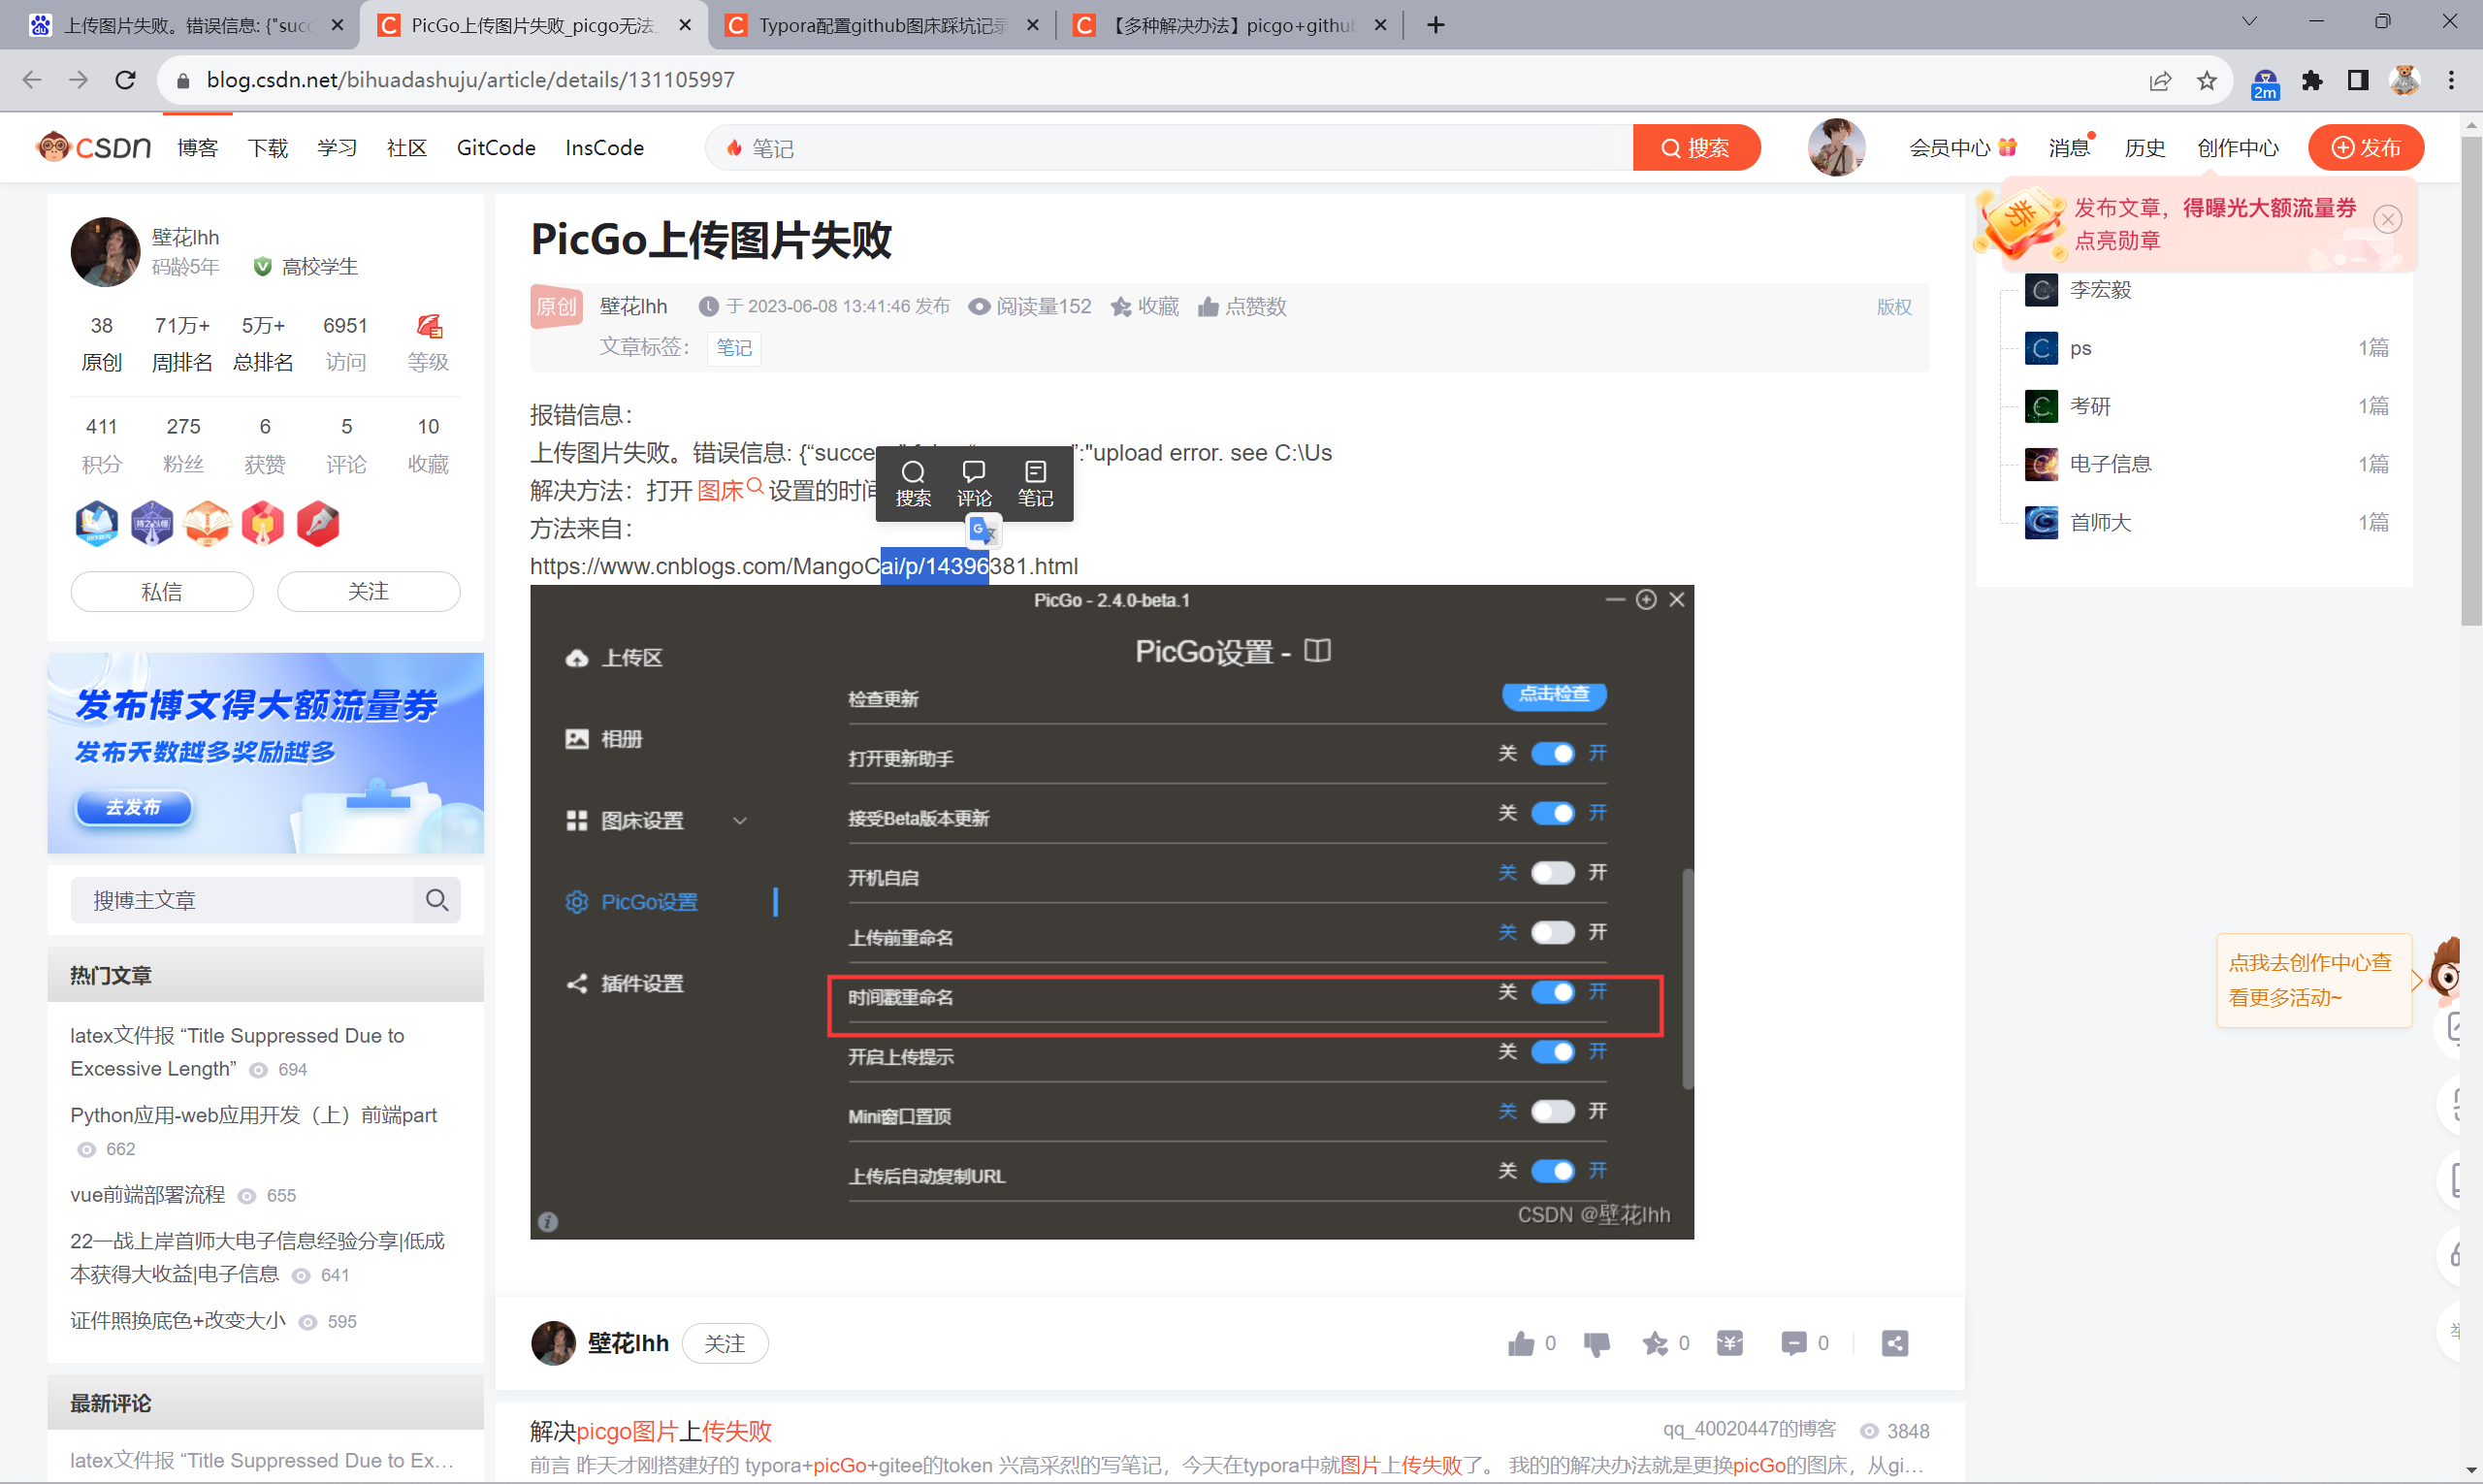 上传图片失败。错误信息: {"suc
PicGo上传图片失败_picgo无法
Typora配置github图床踩坑记录
【多种解决办法】picgo+github
blog.csdn.net/bihuadashuju/article/details/131105997
2m
CSDN
博客
下载
学习
社区
GitCode
InsCode
笔记
搜索
会员中心
消息
历史
创作中心
发布
券
发布文章，得曝光大额流量券
点亮勋章
壁花lhh
码龄5年
高校学生
38 71万+ 5万+ 6951
原创 周排名 总排名 访问 等级
411 275 6 5 10
积分 粉丝 获赞 评论 收藏
私信
关注
发布博文得大额流量券
发布天数越多奖励越多
去发布
搜博主文章
热门文章
latex文件报 “Title Suppressed Due to
Excessive Length” 694
Python应用-web应用开发（上）前端part
662
vue前端部署流程 655
22一战上岸首师大电子信息经验分享|低成
本获得大收益|电子信息 641
证件照换底色+改变大小 595
最新评论
latex文件报 “Title Suppressed Due to Ex...
PicGo上传图片失败
原创 壁花lhh 于 2023-06-08 13:41:46 发布 阅读量152 收藏 点赞数
版权
文章标签： 笔记
报错信息：
上传图片失败。错误信息: {“succe ”:"upload error. see C:\Us
解决方法：打开 图床 设置的时间
搜索 评论 笔记
方法来自：
https://www.cnblogs.com/MangoCai/p/14396381.html
PicGo - 2.4.0-beta.1
上传区
相册
图床设置
PicGo设置
插件设置
PicGo设置 -
检查更新 点击检查
打开更新助手 关 开
接受Beta版本更新 关 开
开机自启 关 开
上传前重命名 关 开
时间戳重命名 关 开
开启上传提示 关 开
Mini窗口置顶 关 开
上传后自动复制URL 关 开
CSDN @壁花lhh
壁花lhh 关注
0 0 0
解决picgo图片上传失败
qq_40020447的博客 3848
前言 昨天才刚搭建好的 typora+picGo+gitee的token 兴高采烈的写笔记，今天在typora中就图片上传失败了。 我的的解决办法就是更换picGo的图床，从gi...
李宏毅
ps 1篇
考研 1篇
电子信息 1篇
首师大 1篇
点我去创作中心查
看更多活动~